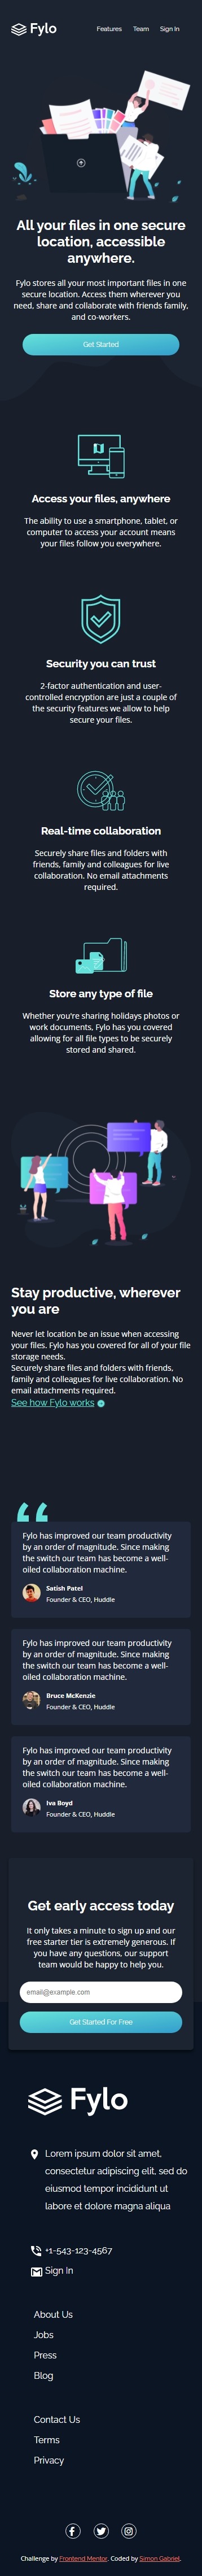 Fylo
Features Team Sign In
All your files in one secure
location, accessible
anywhere.
Fylo stores all your most important files in one
secure location. Access them wherever you
need, share and collaborate with friends family,
and co-workers.
Get Started
Access your files, anywhere
The ability to use a smartphone, tablet, or
computer to access your account means
your files follow you everywhere.
Security you can trust
2-factor authentication and user-
controlled encryption are just a couple of
the security features we allow to help
secure your files.
Real-time collaboration
Securely share files and folders with
friends, family and colleagues for live
collaboration. No email attachments
required.
Store any type of file
Whether you're sharing holidays photos or
work documents, Fylo has you covered
allowing for all file types to be securely
stored and shared.
Stay productive, wherever
you are
Never let location be an issue when accessing
your files. Fylo has you covered for all of your file
storage needs.
Securely share files and folders with friends,
family and colleagues for live collaboration. No
email attachments required.
See how Fylo works
Fylo has improved our team productivity
by an order of magnitude. Since making
the switch our team has become a well-
oiled collaboration machine.
Satish Patel
Founder & CEO, Huddle
Fylo has improved our team productivity
by an order of magnitude. Since making
the switch our team has become a well-
oiled collaboration machine.
Bruce McKenzie
Founder & CEO, Huddle
Fylo has improved our team productivity
by an order of magnitude. Since making
the switch our team has become a well-
oiled collaboration machine.
Iva Boyd
Founder & CEO, Huddle
Get early access today
It only takes a minute to sign up and our
free starter tier is extremely generous. If
you have any questions, our support
team would be happy to help you.
email@example.com
Get Started For Free
Fylo
Lorem ipsum dolor sit amet,
consectetur adipiscing elit, sed do
eiusmod tempor incididunt ut
labore et dolore magna aliqua
+1-543-123-4567
Sign In
About Us
Jobs
Press
Blog
Contact Us
Terms
Privacy
Challenge by Frontend Mentor. Coded by Simon Gabriel.